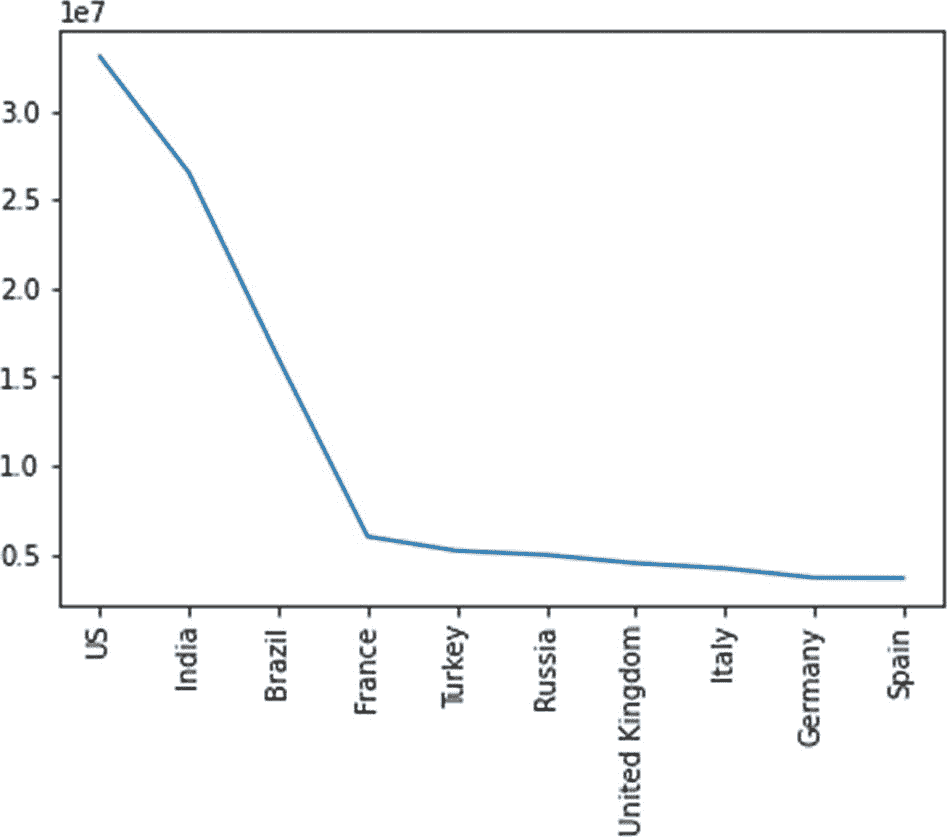 1e7
3.0
2.5
2.0
1.5
1.0
0.5
US
India
Brazil
France
Turkey
Russia
United Kingdom
Italy
Germany
Spain